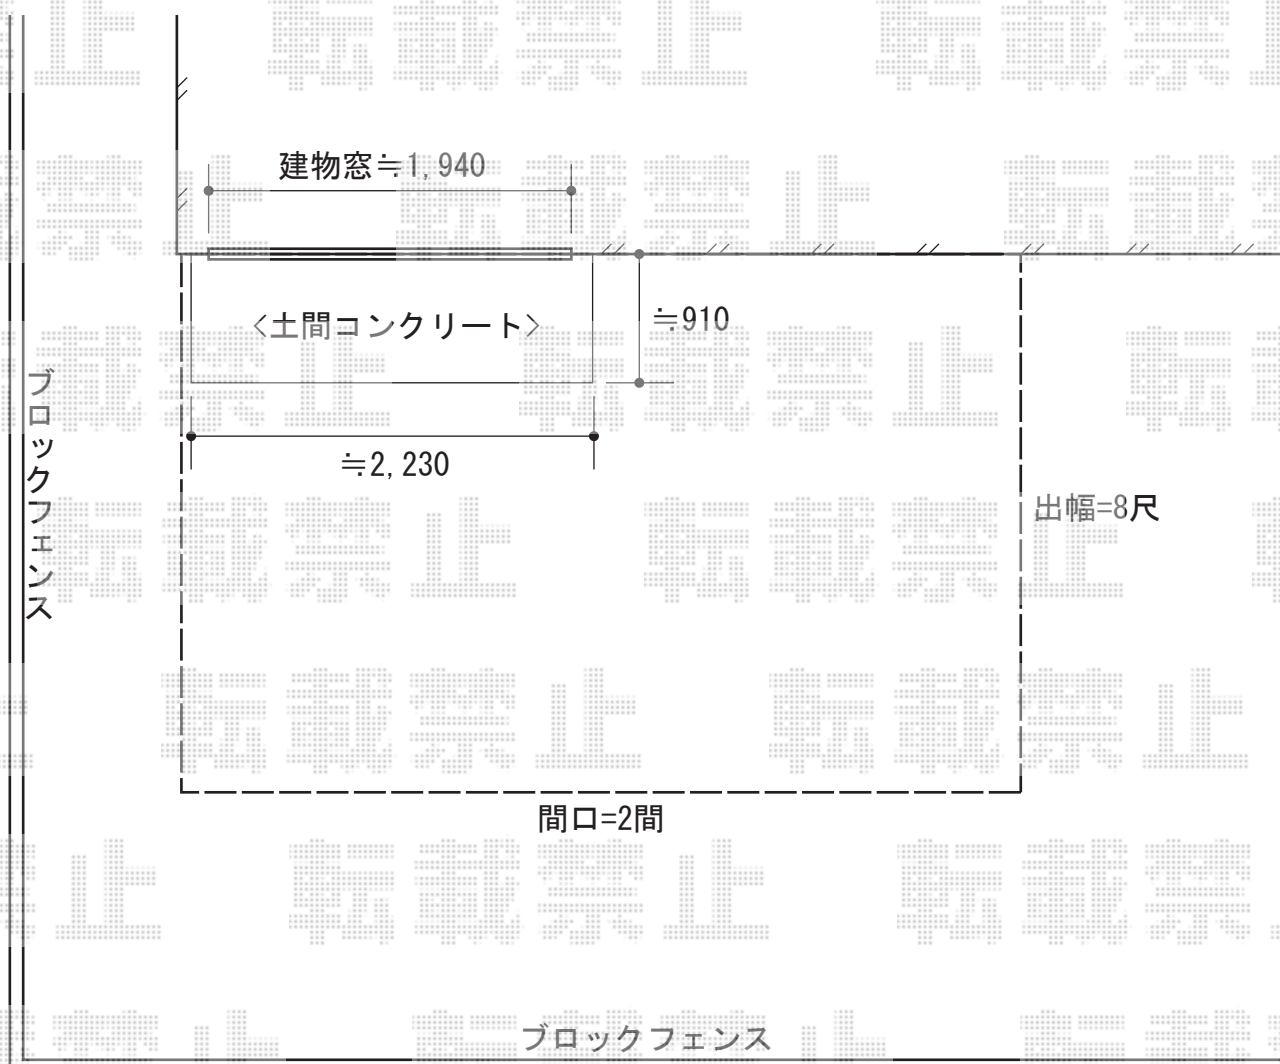 建物窓≒1,940
<土間コンクリート>
≒910
≒2,230
ブロックフェンス
出幅=8尺
間口=2間
ブロックフェンス
転載禁止